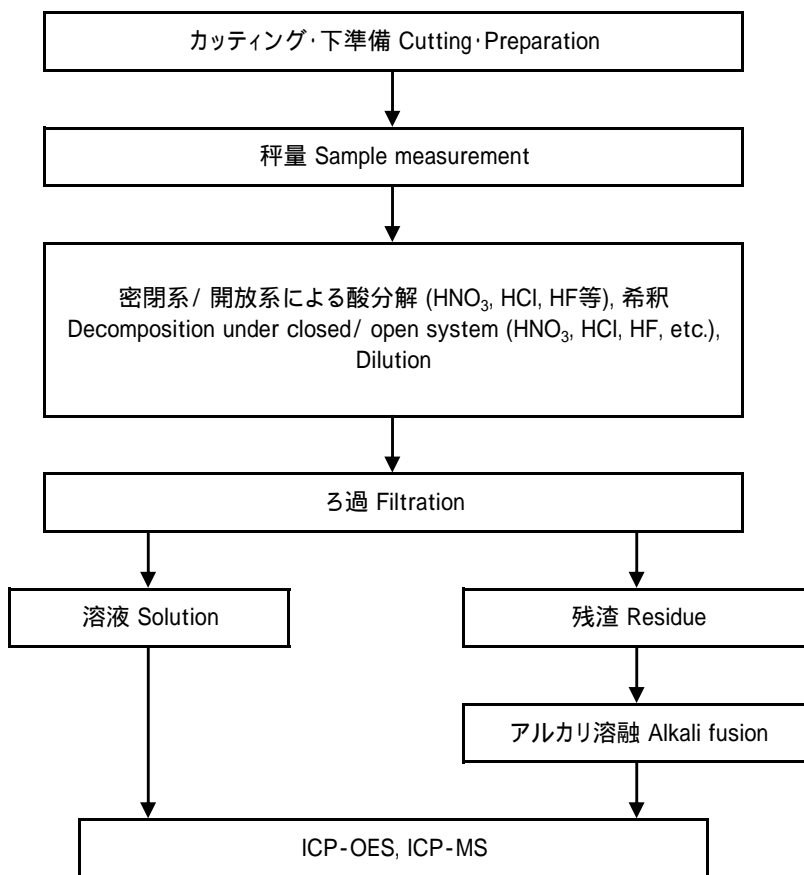 カッティング･下準備 Cutting･Preparation
秤量 Sample measurement
密閉系/ 開放系による酸分解 (HNO₃, HCl, HF等), 希釈
Decomposition under closed/ open system (HNO₃, HCl, HF, etc.),
Dilution
ろ過 Filtration
溶液 Solution
残渣 Residue
アルカリ溶融 Alkali fusion
ICP-OES, ICP-MS